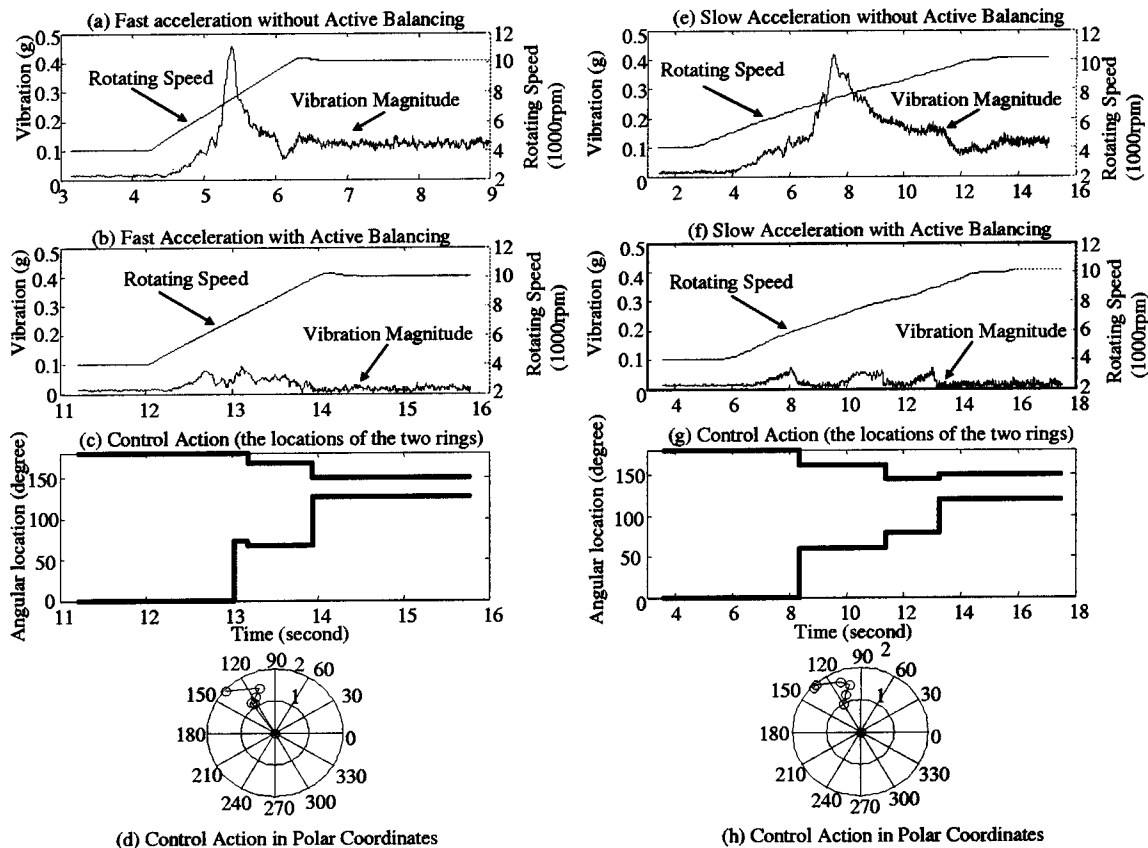 (a) Fast acceleration without Active Balancing
0.5
0.4
0.3
0.2
0.1
0
Vibration (g)
Rotating Speed
Vibration Magnitude
12
10
8
6
4
2
Rotating Speed
(1000rpm)
3 4 5 6 7 8 9
(b) Fast Acceleration with Active Balancing
0.5
0.4
0.3
0.2
0.1
0
Vibration (g)
Rotating Speed
Vibration Magnitude
12
10
8
6
4
2
Rotating Speed
(1000rpm)
11 12 13 14 15 16
(c) Control Action (the locations of the two rings)
150
100
50
0
Angular location (degree)
11 12 13 14 15 16
Time (second)
90 2
120 60
150 1 30
180 0
210 330
240 300
270
(d) Control Action in Polar Coordinates
(e) Slow Acceleration without Active Balancing
0.5
0.4
0.3
0.2
0.1
0
Vibration (g)
Rotating Speed
Vibration Magnitude
12
10
8
6
4
2
Rotating Speed
(1000rpm)
2 4 6 8 10 12 14 16
(f) Slow Acceleration with Active Balancing
0.5
0.4
0.3
0.2
0.1
0
Vibration (g)
Rotating Speed
Vibration Magnitude
12
10
8
6
4
2
Rotating Speed
(1000rpm)
4 6 8 10 12 14 16 18
(g) Control Action (the locations of the two rings)
150
100
50
0
Angular location (degree)
4 6 8 10 12 14 16 18
Time (second)
90 2
120 60
150 1 30
180 0
210 330
240 300
270
(h) Control Action in Polar Coordinates